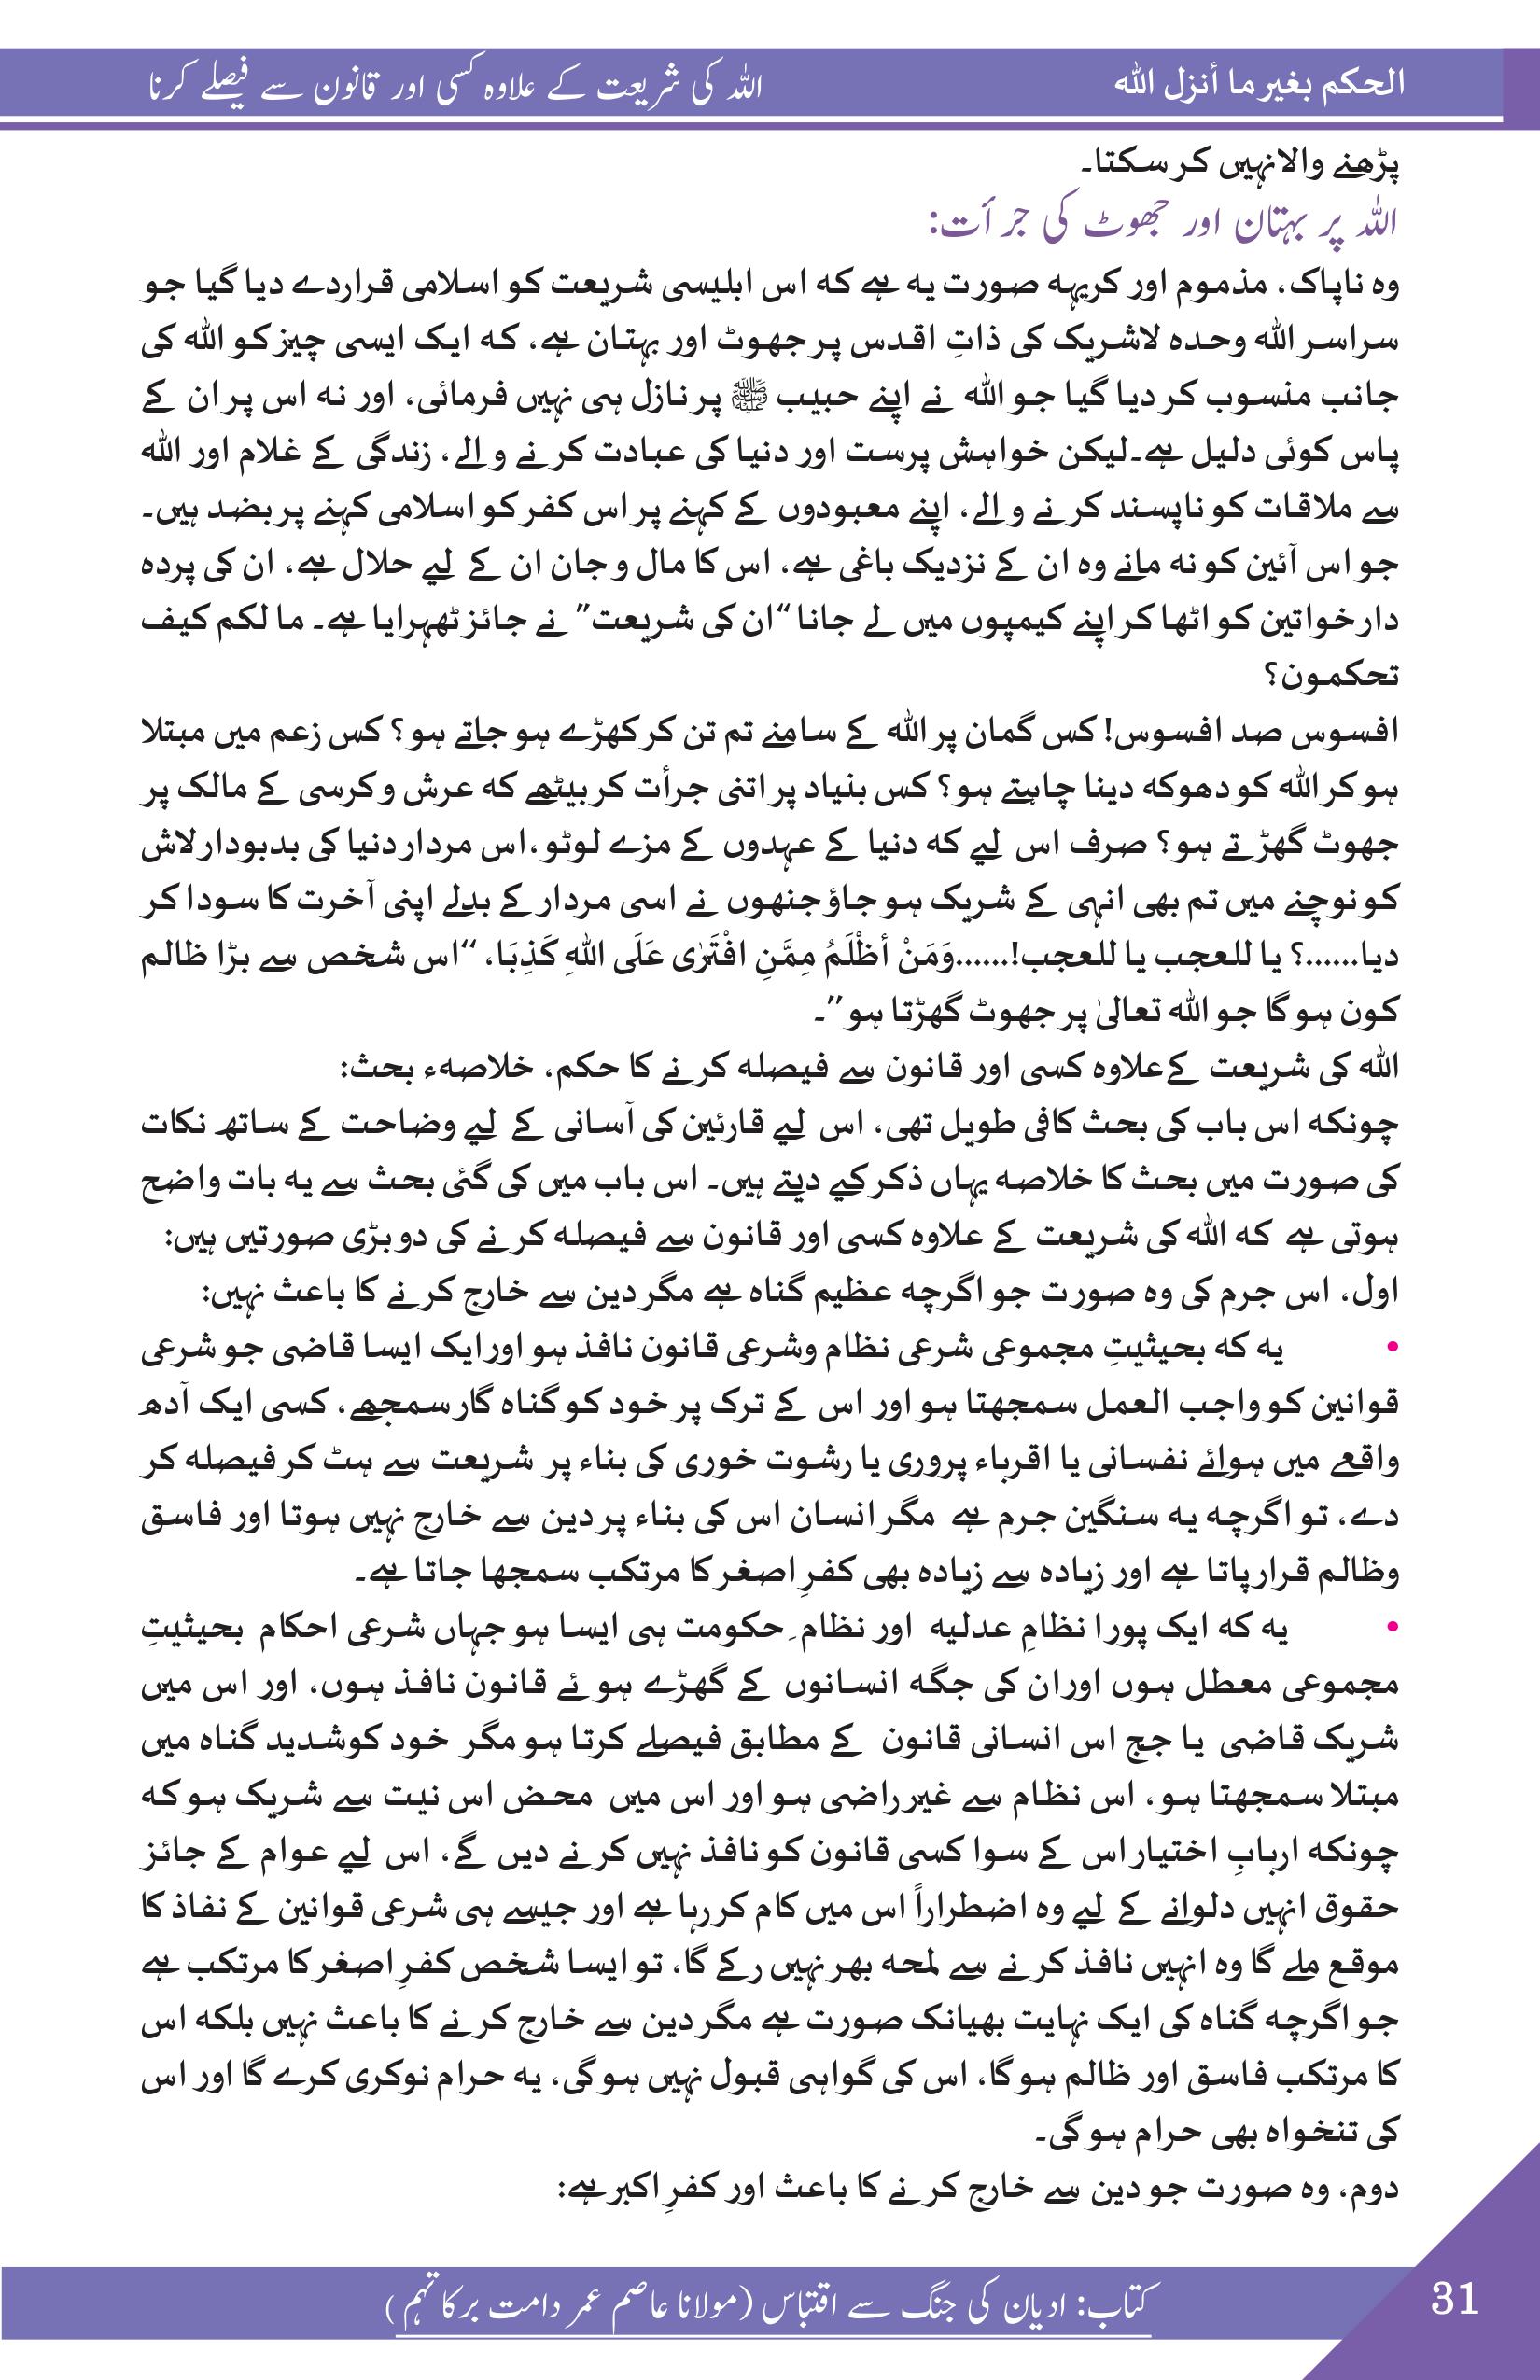 الحكم بغير ما أنزل الله
اللہ کی شریعت کے علاوہ کسی اور قانون سے فیصلے کرنا
پڑھنے والا نہیں کر سکتا۔
اللہ پر بہتان اور جھوٹ کی جرأت:
وہ ناپاک، مذموم اور کریہہ صورت یہ ہے کہ اس ابلیسی شریعت کو اسلامی قرار دے دیا گیا جو
سراسر اللہ وحدہ لاشریک کی ذاتِ اقدس پر جھوٹ اور بہتان ہے، کہ ایک ایسی چیز کو اللہ کی
جانب منسوب کر دیا گیا جو اللہ نے اپنے حبیب ﷺ پر نازل ہی نہیں فرمائی، اور نہ اس پر ان کے
پاس کوئی دلیل ہے۔لیکن خواہش پرست اور دنیا کی عبادت کرنے والے، زندگی کے غلام اور اللہ
سے ملاقات کو ناپسند کرنے والے، اپنے معبودوں کے کہنے پر اس کفر کو اسلامی کہنے پر بضد ہیں۔
جو اس آئین کو نہ مانے وہ ان کے نزدیک باغی ہے، اس کا مال و جان ان کے لیے حلال ہے، ان کی پردہ
دار خواتین کو اٹھا کر اپنے کیمپوں میں لے جانا “ان کی شریعت” نے جائز ٹھہرایا ہے۔ ما لکم کیف
تحکمون؟
افسوس صد افسوس! کس گمان پر اللہ کے سامنے تم تن کر کھڑے ہو جاتے ہو؟ کس زعم میں مبتلا
ہو کر اللہ کو دھوکہ دینا چاہتے ہو؟ کس بنیاد پر اتنی جرأت کر بیٹھے کہ عرش و کرسی کے مالک پر
جھوٹ گھڑتے ہو؟ صرف اس لیے کہ دنیا کے عہدوں کے مزے لوٹو،اس مردار دنیا کی بدبودار لاش
کو نوچنے میں تم بھی انہی کے شریک ہو جاؤ جنھوں نے اسی مردار کے بدلے اپنی آخرت کا سودا کر
دیا......؟ یا للعجب یا للعجب!......وَمَنْ أظْلَمُ مِمَّنِ افْتَرٰی عَلَی اللهِ كَذِبَا، “اس شخص سے بڑا ظالم
کون ہو گا جو اللہ تعالیٰ پر جھوٹ گھڑتا ہو”۔
اللہ کی شریعت کےعلاوہ کسی اور قانون سے فیصلہ کرنے کا حکم، خلاصہء بحث:
چونکہ اس باب کی بحث کافی طویل تھی، اس لیے قارئین کی آسانی کے لیے وضاحت کے ساتھ نکات
کی صورت میں بحث کا خلاصہ یہاں ذکر کیے دیتے ہیں۔ اس باب میں کی گئی بحث سے یہ بات واضح
ہوتی ہے کہ اللہ کی شریعت کے علاوہ کسی اور قانون سے فیصلہ کرنے کی دو بڑی صورتیں ہیں:
اول، اس جرم کی وہ صورت جو اگرچہ عظیم گناہ ہے مگر دین سے خارج کرنے کا باعث نہیں:
• یہ کہ بحیثیتِ مجموعی شرعی نظام وشرعی قانون نافذ ہو اور ایک ایسا قاضی جو شرعی
قوانین کو واجب العمل سمجھتا ہو اور اس کے ترک پر خود کو گناہ گار سمجھے، کسی ایک آدھ
واقعے میں ہوائے نفسانی یا اقرباء پروری یا رشوت خوری کی بناء پر شریعت سے ہٹ کر فیصلہ کر
دے، تو اگرچہ یہ سنگین جرم ہے مگر انسان اس کی بناء پر دین سے خارج نہیں ہوتا اور فاسق
وظالم قرار پاتا ہے اور زیادہ سے زیادہ بھی کفرِ اصغر کا مرتکب سمجھا جاتا ہے۔
• یہ کہ ایک پورا نظامِ عدلیہ اور نظام ِحکومت ہی ایسا ہو جہاں شرعی احکام بحیثیتِ
مجموعی معطل ہوں اور ان کی جگہ انسانوں کے گھڑے ہوئے قانون نافذ ہوں، اور اس میں
شریک قاضی یا جج اس انسانی قانون کے مطابق فیصلے کرتا ہو مگر خود کو شدید گناہ میں
مبتلا سمجھتا ہو، اس نظام سے غیر راضی ہو اور اس میں محض اس نیت سے شریک ہو کہ
چونکہ اربابِ اختیار اس کے سوا کسی قانون کو نافذ نہیں کرنے دیں گے، اس لیے عوام کے جائز
حقوق انہیں دلوانے کے لیے وہ اضطراراً اس میں کام کر رہا ہے اور جیسے ہی شرعی قوانین کے نفاذ کا
موقع ملے گا وہ انہیں نافذ کرنے سے لمحہ بھر نہیں رکے گا، تو ایسا شخص کفرِ اصغر کا مرتکب ہے
جو اگرچہ گناہ کی ایک نہایت بھیانک صورت ہے مگر دین سے خارج کرنے کا باعث نہیں بلکہ اس
کا مرتکب فاسق اور ظالم ہو گا، اس کی گواہی قبول نہیں ہو گی، یہ حرام نوکری کرے گا اور اس
کی تنخواہ بھی حرام ہو گی۔
دوم، وہ صورت جو دین سے خارج کرنے کا باعث اور کفرِ اکبر ہے:
کتاب: ادیان کی جنگ سے اقتباس (مولانا عاصم عمر دامت برکاتہم)
31